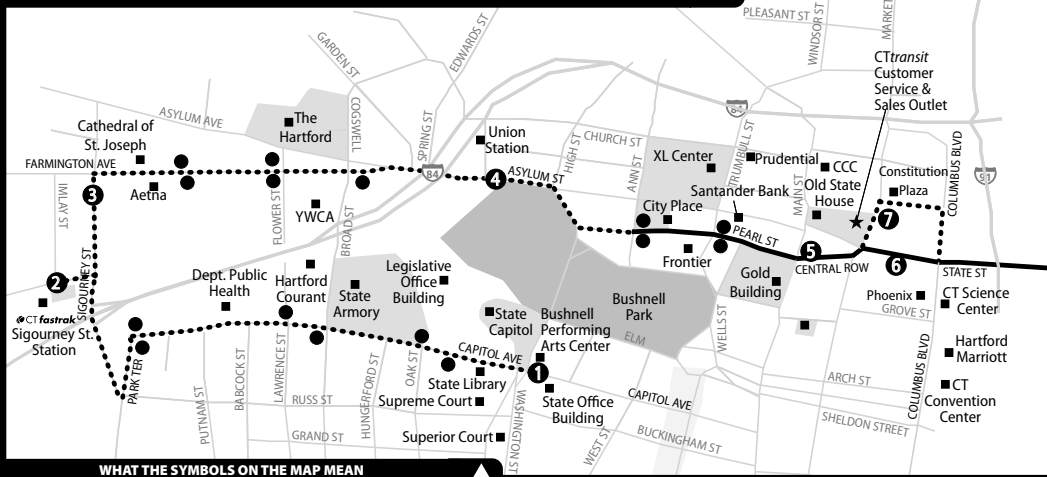 PLEASANT ST
WINDSOR ST
MARKET
GARDEN ST
EDWARDS ST
CTtransit
Customer
Service &
Sales Outlet
84
ASYLUM AVE
The
Hartford
COGSWELL
SPRING ST
Cathedral of
St. Joseph
Union
Station
HIGH ST
CHURCH ST
ANN ST
XL Center
TRUMBULL ST
Prudential
CCC
Constitution
Plaza
COLUMBUS BLVD
91
FARMINGTON AVE
84
4
ASYLUM ST
Santander Bank
MAIN ST
Old State
House
3
IMLAY ST
Aetna
FLOWER ST
YWCA
BROAD ST
City Place
7
PEARL ST
5
CENTRAL ROW
6
STATE ST
Frontier
2
SIGOURNEY ST
CTfastrak
Sigourney St.
Station
Dept. Public
Health
Hartford
Courant
State
Armory
Legislative
Office
Building
Gold
Building
State
Capitol
Bushnell
Performing
Arts Center
Bushnell
Park
ELM
WELLS ST
Phoenix
GROVE ST
CT Science
Center
Hartford
Marriott
PARK TER
CAPITOL AVE
1
State Library
Supreme Court
Superior Court
State Office
Building
CAPITOL AVE
ARCH ST
COLUMBUS BLVD
CT
Convention
Center
PUTNAM ST
BABCOCK ST
LAWRENCE ST
RUSS ST
HUNGERFORD ST
OAK ST
GRAND ST
WASHINGTON ST
WEST ST
BUCKINGHAM ST
SHELDON STREET
WHAT THE SYMBOLS ON THE MAP MEAN